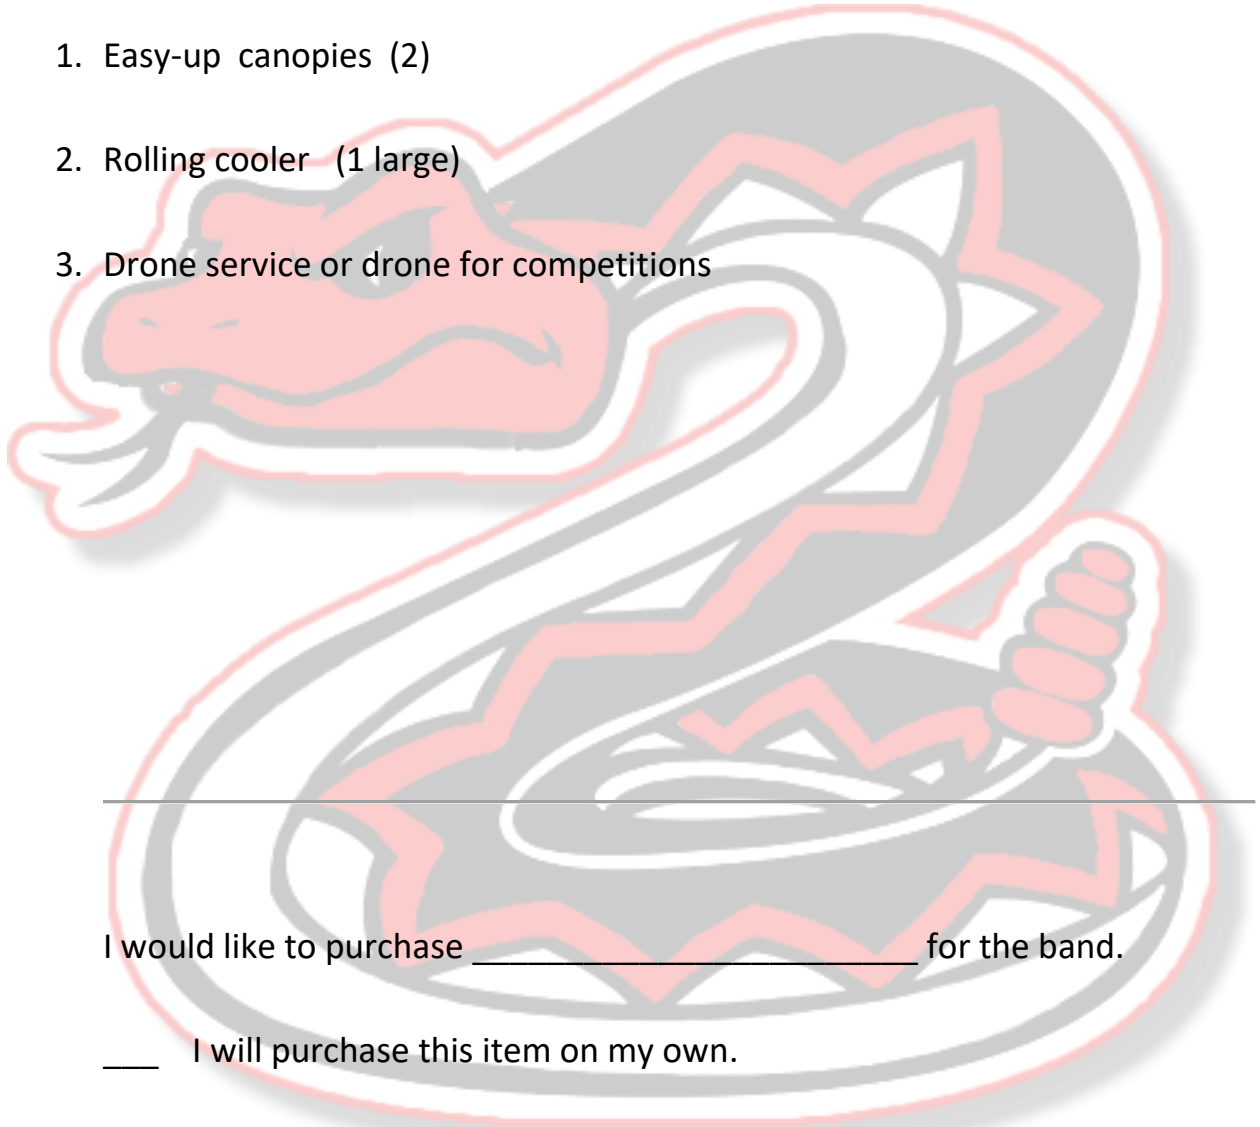 1. Easy-up canopies (2)
2. Rolling cooler (1 large)
3. Drone service or drone for competitions
I would like to purchase ________________________ for the band.
___ I will purchase this item on my own.